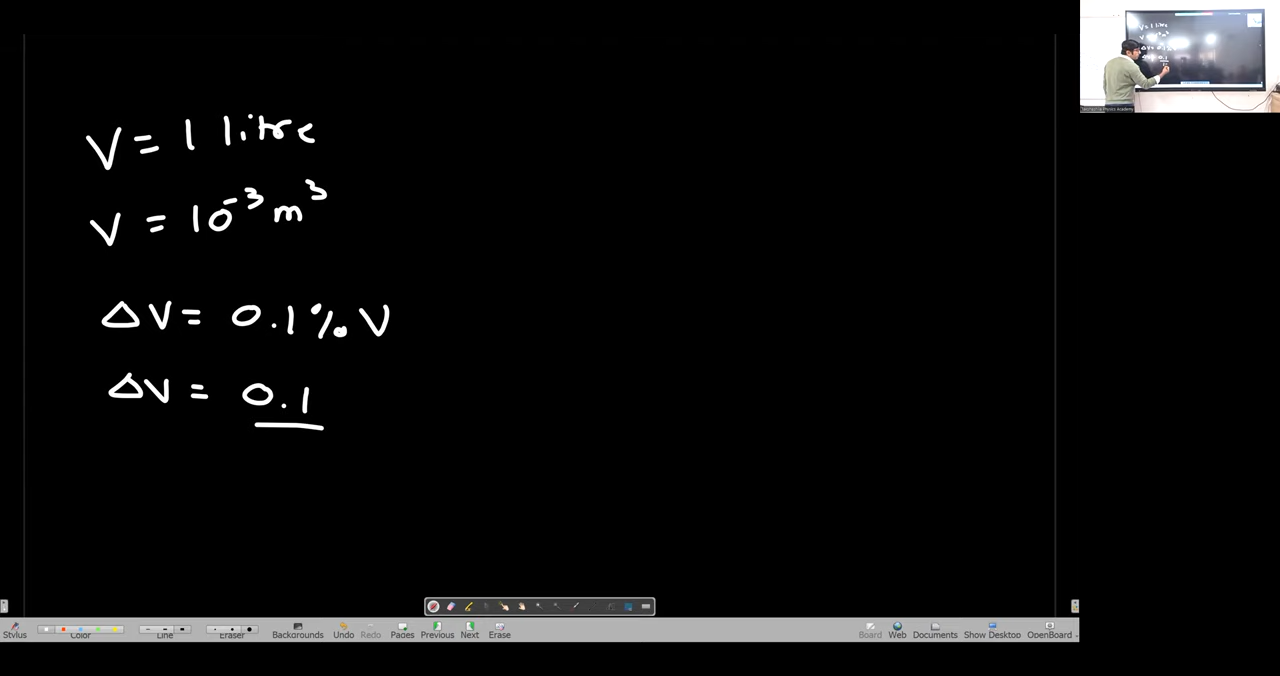 V = 1 litre
V = 10⁻³ m³
ΔV = 0.1% V
ΔV = 0.1
Stylus
Color
Line
Eraser
Backgrounds
Undo
Redo
Pages
Previous
Next
Erase
Board
Web
Documents
Show Desktop
OpenBoard